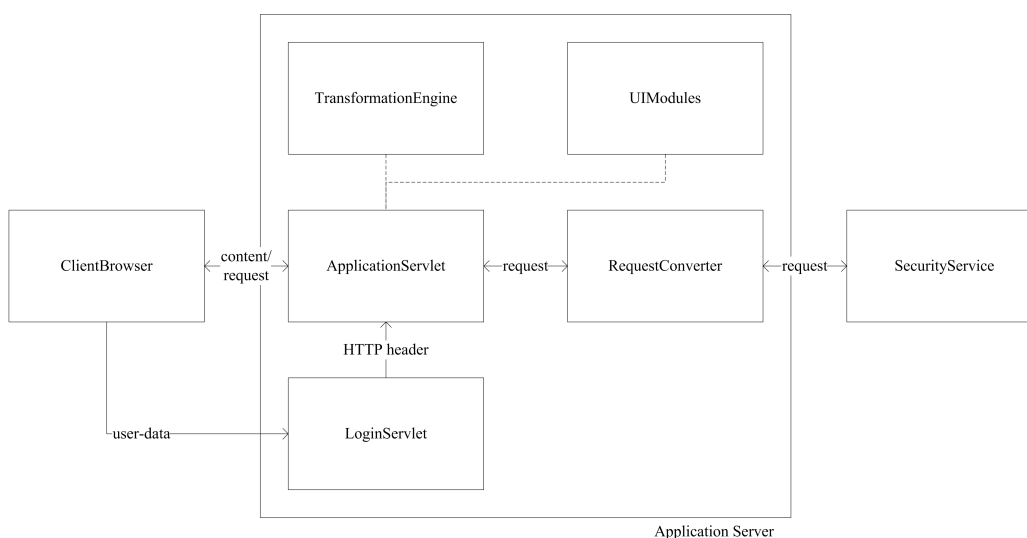 TransformationEngine
UIModules
ClientBrowser
content/
request
ApplicationServlet
request
RequestConverter
request
SecurityService
HTTP header
user-data
LoginServlet
Application Server